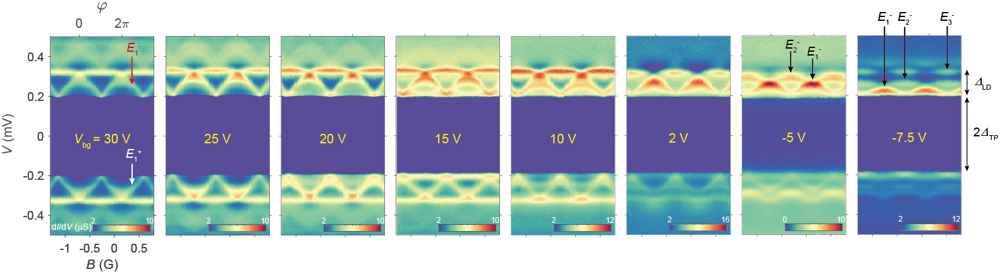 φ
0 2π
E1- E2- E3-
E2-
E1-
E1-
0.4
0.2
0
-0.2
-0.4
V (mV)
Vbg = 30 V
25 V
20 V
15 V
10 V
2 V
-5 V
-7.5 V
ΔLD
2ΔTP
E1+
dI/dV (μS)
2 10
2 10
2 10
2 10
2 12
2 16
0 10
2 12
-1 -0.5 0 0.5
B (G)